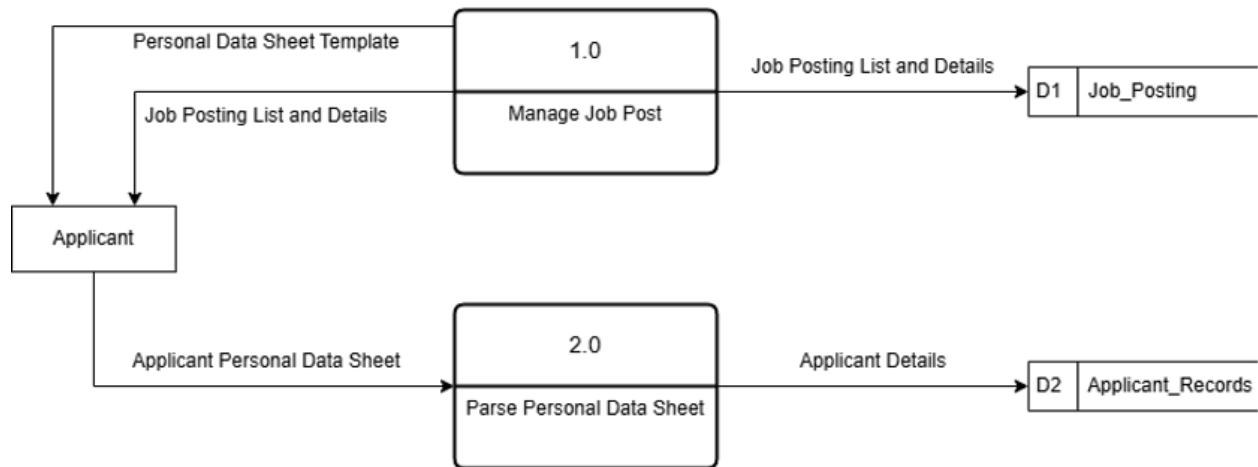 Personal Data Sheet Template
1.0
Job Posting List and Details
D1 Job_Posting
Job Posting List and Details
Manage Job Post
Applicant
2.0
Applicant Personal Data Sheet
Applicant Details
D2 Applicant_Records
Parse Personal Data Sheet